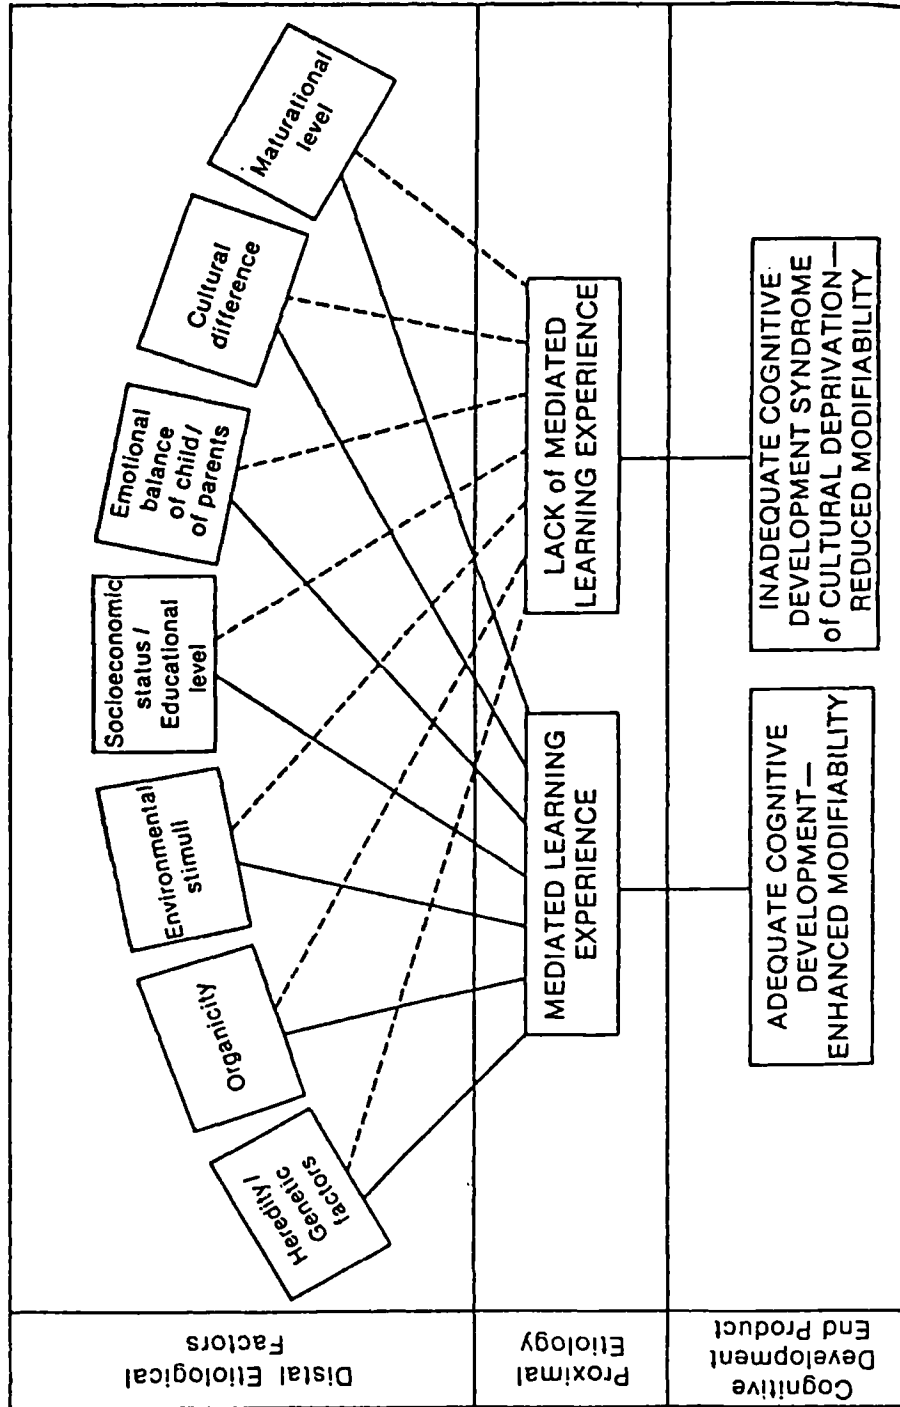 Distal Etiological
Factors
Heredity/
Genetic
factors
Organicity
Environmental
stimuli
Socioeconomic
status/
Educational
level
Emotional
balance
of child/
of parents
Cultural
difference
Maturational
level
Proximal
Etiology
MEDIATED LEARNING
EXPERIENCE
LACK of MEDIATED
LEARNING EXPERIENCE
Cognitive
Development
End Product
ADEQUATE COGNITIVE
DEVELOPMENT—
ENHANCED MODIFIABILITY
INADEQUATE COGNITIVE
DEVELOPMENT SYNDROME
of CULTURAL DEPRIVATION—
REDUCED MODIFIABILITY